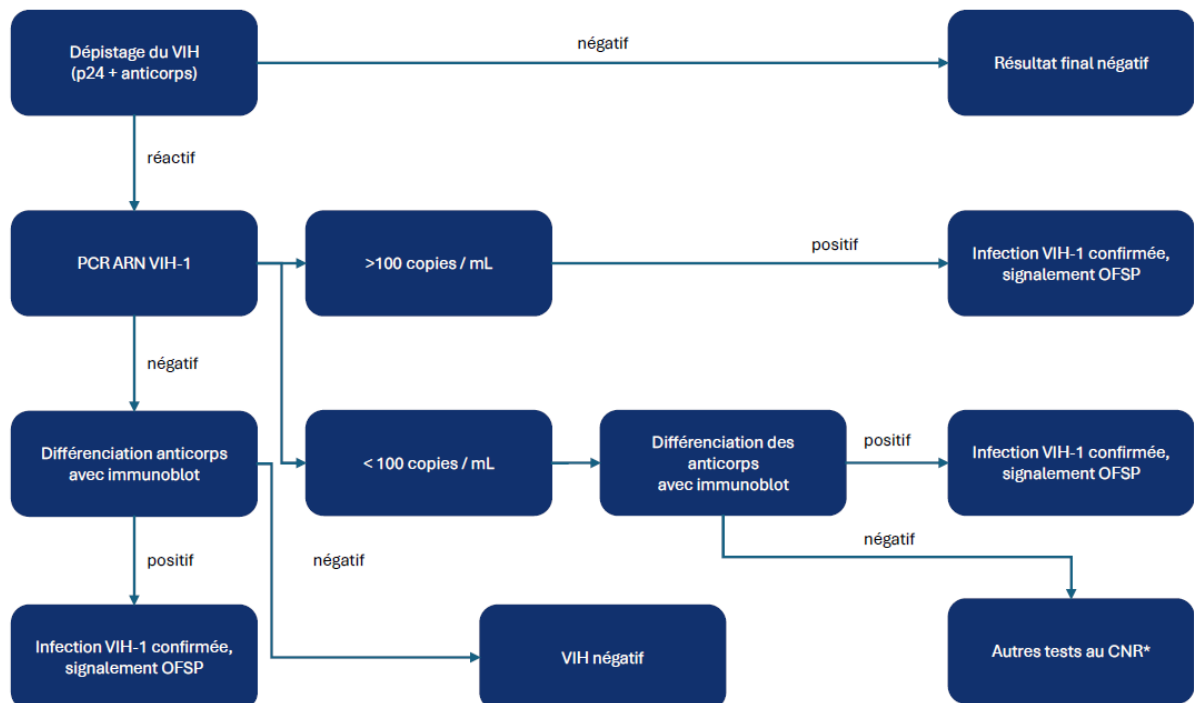 Dépistage du VIH
(p24 + anticorps)
négatif
Résultat final négatif
réactif
PCR ARN VIH-1
>100 copies / mL
positif
Infection VIH-1 confirmée,
signalement OFSP
négatif
Différenciation anticorps
avec immunoblot
< 100 copies / mL
Différenciation des
anticorps
avec immunoblot
positif
Infection VIH-1 confirmée,
signalement OFSP
positif
négatif
négatif
Infection VIH-1 confirmée,
signalement OFSP
VIH négatif
Autres tests au CNR*